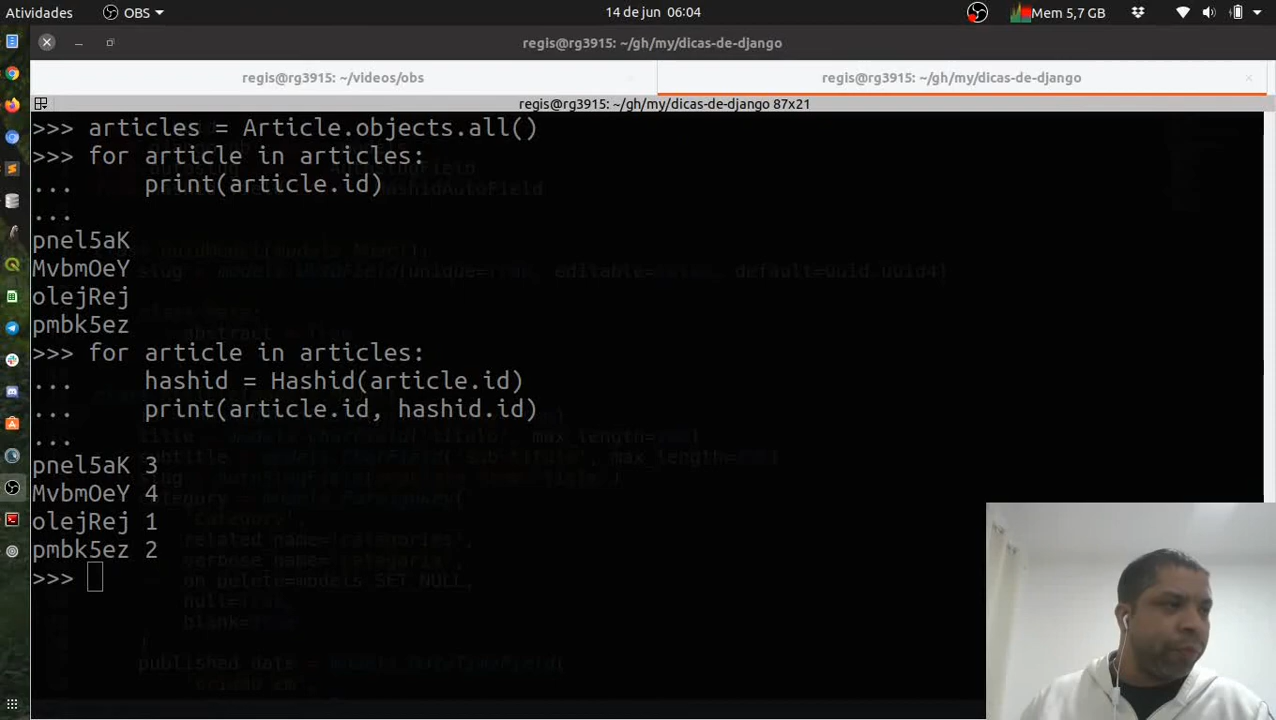 Atividades
OBS
14 de jun 06:04
Mem 5,7 GB
regis@rg3915: ~/gh/my/dicas-de-django
regis@rg3915: ~/videos/obs
regis@rg3915: ~/gh/my/dicas-de-django
regis@rg3915: ~/gh/my/dicas-de-django 87x21
>>> articles = Article.objects.all()
>>> for article in articles:
...     print(article.id)
...
pnel5aK
MvbmOeY
olejRej
pmbk5ez
>>> for article in articles:
...     hashid = Hashid(article.id)
...     print(article.id, hashid.id)
...
pnel5aK 3
MvbmOeY 4
olejRej 1
pmbk5ez 2
>>>